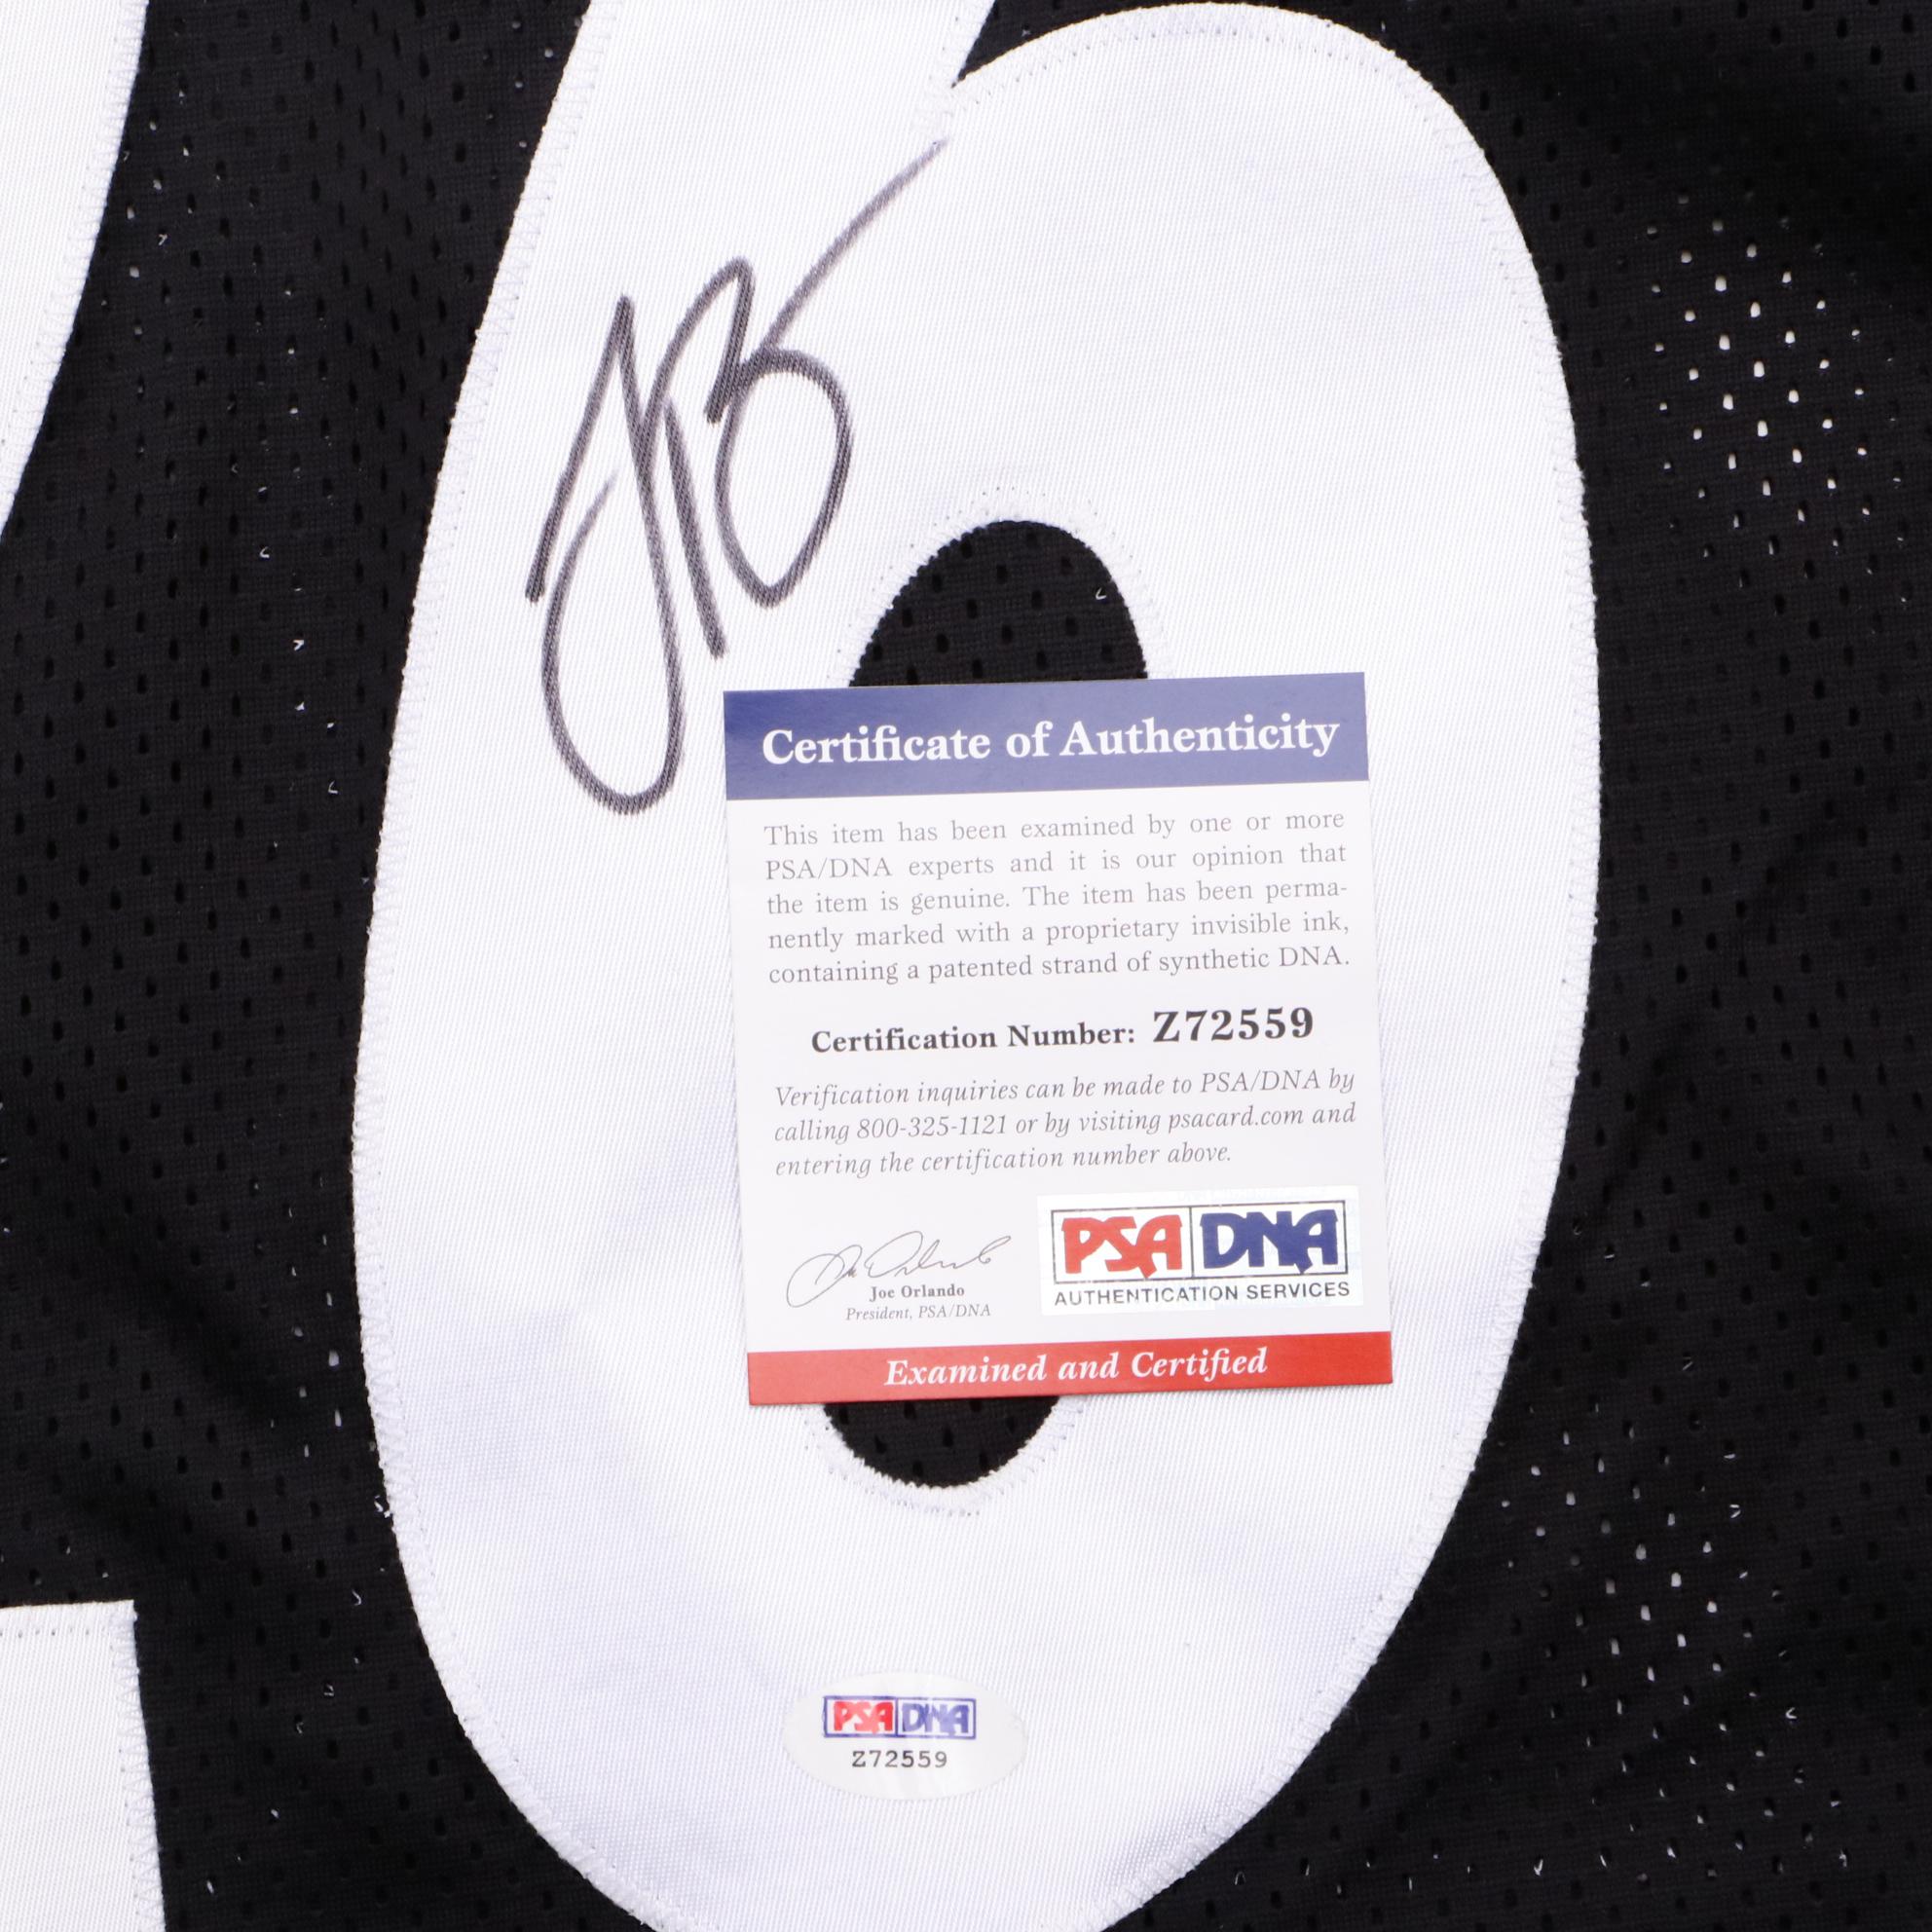 Certificate of Authenticity
This item has been examined by one or more
PSA/DNA experts and it is our opinion that
the item is genuine. The item has been perma-
nently marked with a proprietary invisible ink,
containing a patented strand of synthetic DNA.
Certification Number: Z72559
Verification inquiries can be made to PSA/DNA by
calling 800-325-1121 or by visiting psacard.com and
entering the certification number above.
Joe Orlando
President, PSA/DNA
PSA DNA
AUTHENTICATION SERVICES
Examined and Certified
PSA DNA
Z72559